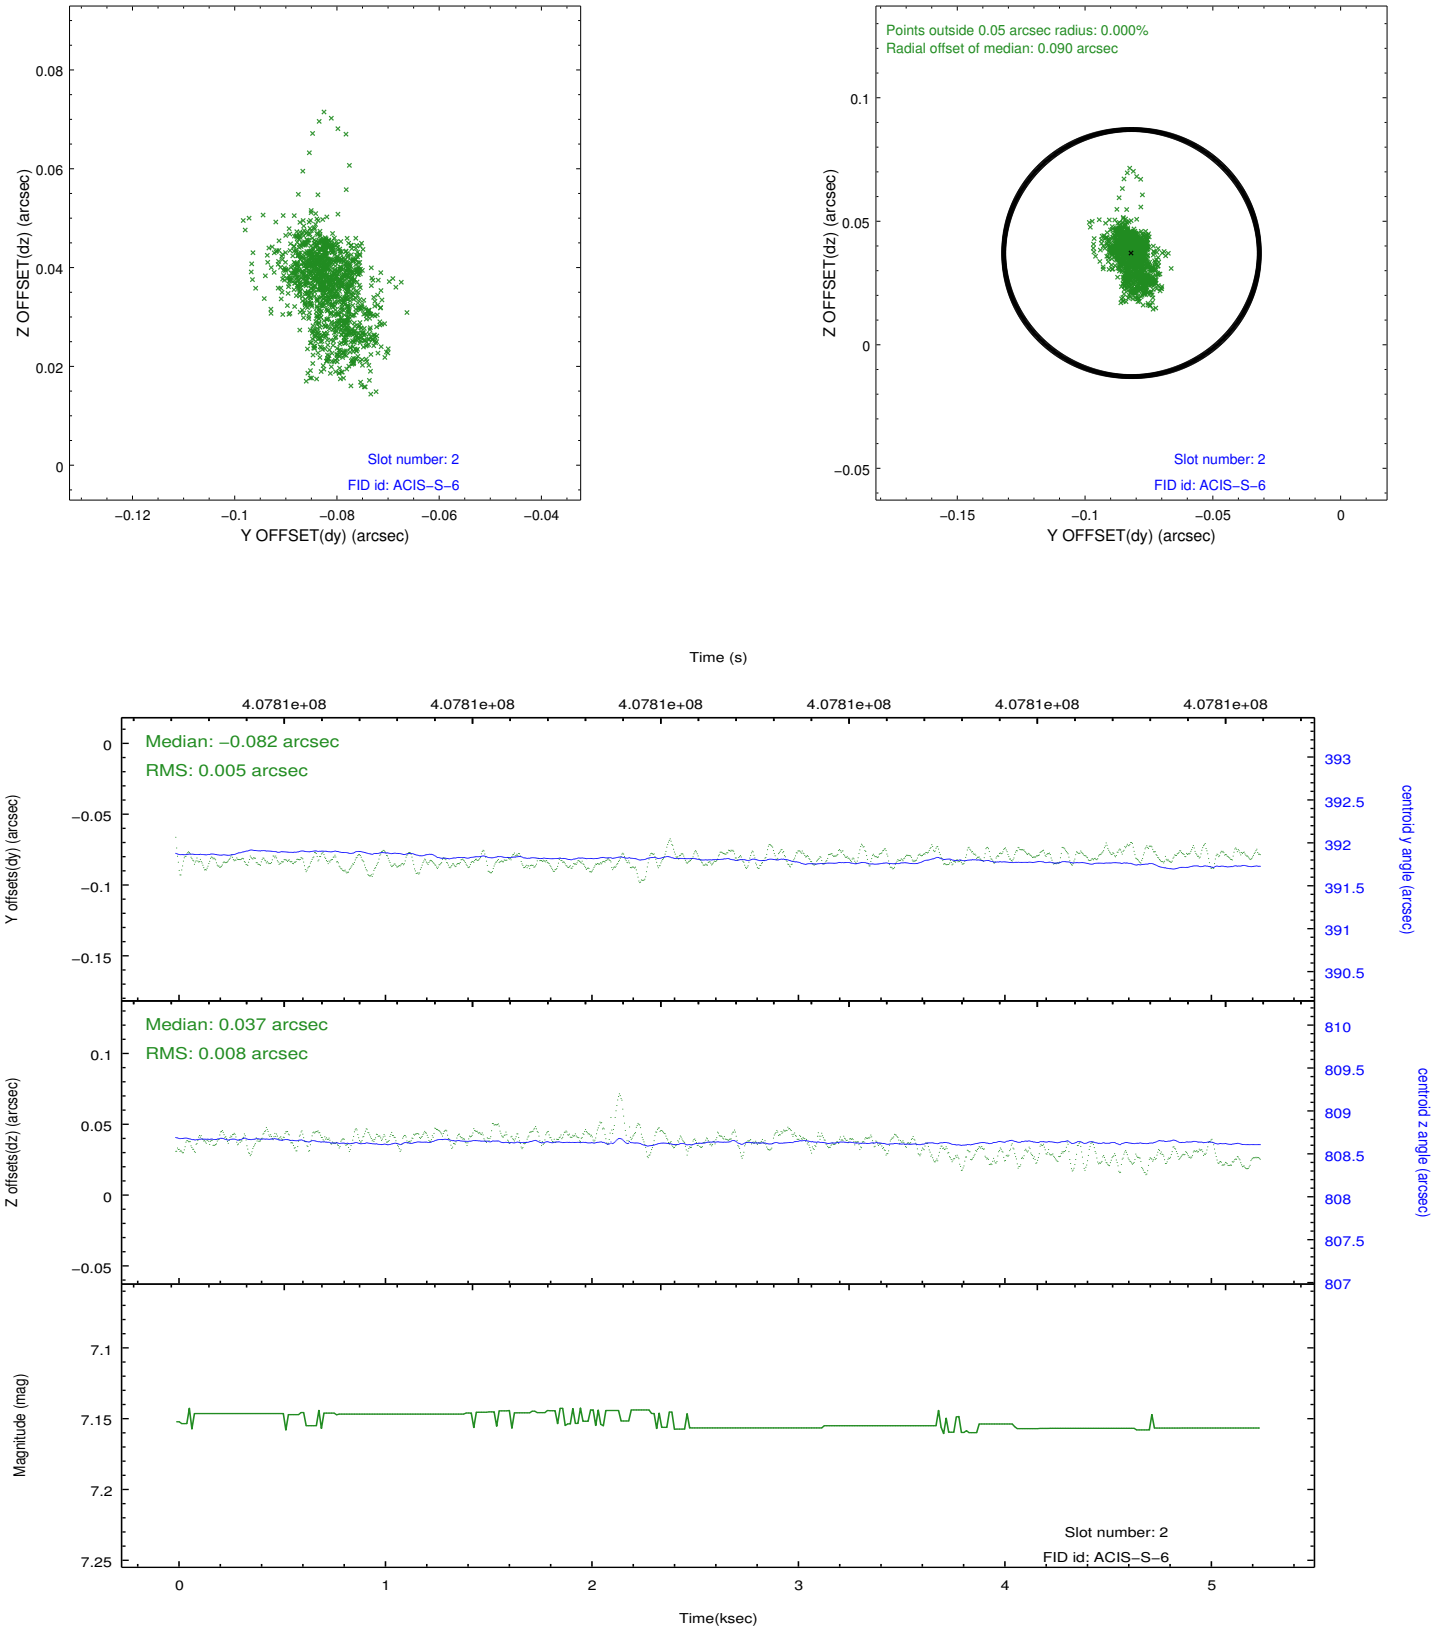 0.08
0.06
0.04
0.02
0
Z OFFSET(dz) (arcsec)
Slot number: 2
FID id: ACIS−S−6
−0.12
−0.1
−0.08
−0.06
−0.04
Y OFFSET(dy) (arcsec)
Points outside 0.05 arcsec radius: 0.000%
Radial offset of median: 0.090 arcsec
0.1
0.05
0
−0.05
Z OFFSET(dz) (arcsec)
Slot number: 2
FID id: ACIS−S−6
−0.15
−0.1
−0.05
0
Y OFFSET(dy) (arcsec)
Time (s)
4.0781e+08
4.0781e+08
4.0781e+08
4.0781e+08
4.0781e+08
4.0781e+08
Median: −0.082 arcsec
RMS: 0.005 arcsec
0
−0.05
−0.1
−0.15
Y offsets(dy) (arcsec)
393
392.5
392
391.5
391
390.5
centroid y angle (arcsec)
Median: 0.037 arcsec
RMS: 0.008 arcsec
0.1
0.05
0
−0.05
Z offsets(dz) (arcsec)
810
809.5
809
808.5
808
807.5
807
centroid z angle (arcsec)
7.1
7.15
7.2
7.25
Magnitude (mag)
Slot number: 2
FID id: ACIS−S−6
0
1
2
3
4
5
Time(ksec)